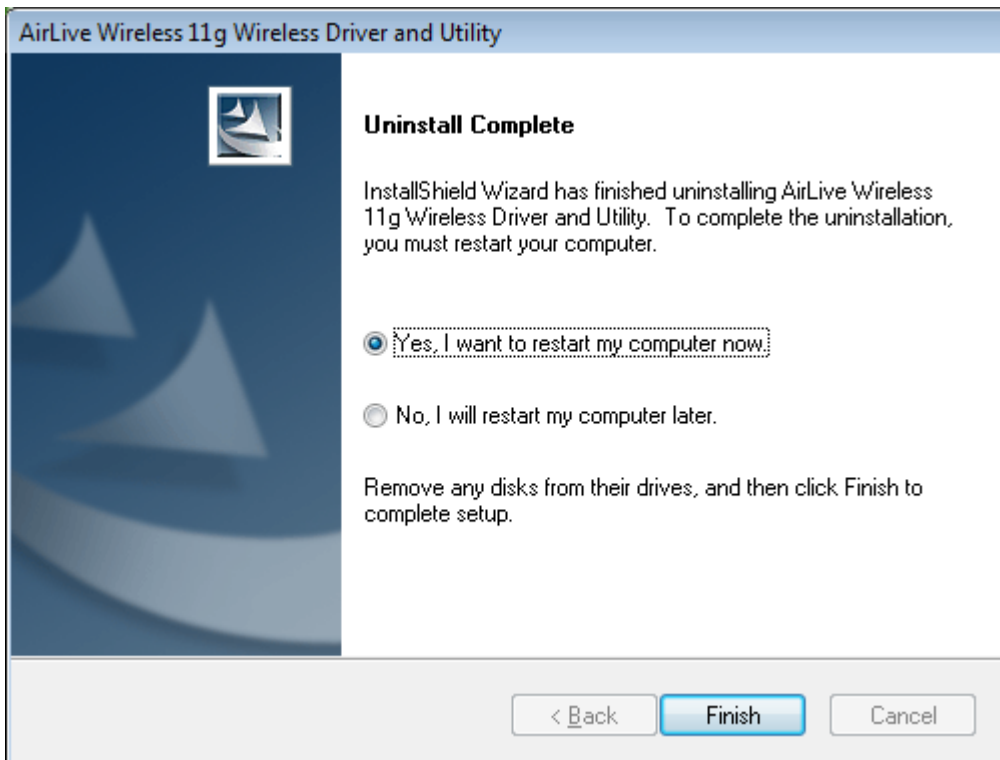 AirLive Wireless 11g Wireless Driver and Utility
Uninstall Complete
InstallShield Wizard has finished uninstalling AirLive Wireless
11g Wireless Driver and Utility.  To complete the uninstallation,
you must restart your computer.
Yes, I want to restart my computer now.
No, I will restart my computer later.
Remove any disks from their drives, and then click Finish to
complete setup.
< Back
Finish
Cancel